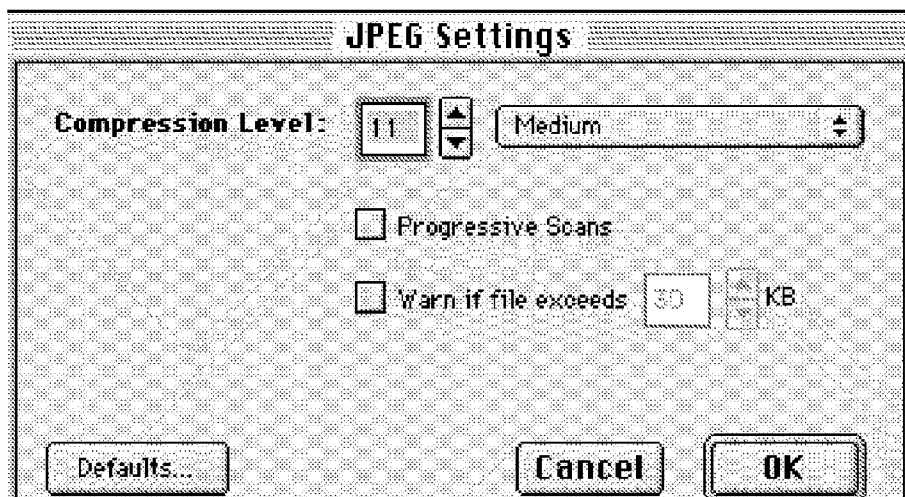 JPEG Settings
Compression Level: 11 Medium
Progressive Scans
Warn if file exceeds 30 KB
Defaults... Cancel OK